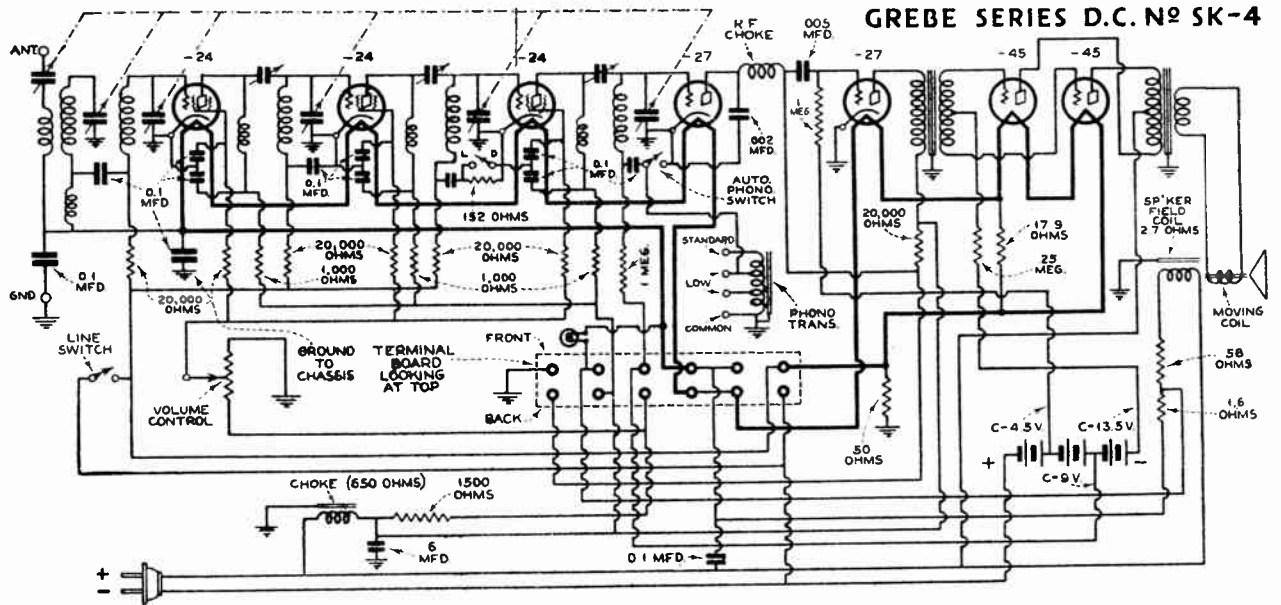 GREBE SERIES D.C. Nº SK-4
ANT.
-24
-24
-24
-27
R.F. CHOKE
.005 MFD.
-27
-45
-45
1 MEG.
.002 MFD.
L
D
0.1 MFD.
0.1 MFD.
0.1 MFD.
AUTO. PHONO SWITCH
152 OHMS
20,000 OHMS
17.9 OHMS
SP'KER FIELD COIL 2.7 OHMS
STANDARD
LOW
COMMON
PHONO TRANS.
.25 MEG.
20,000 OHMS
1,000 OHMS
20,000 OHMS
1,000 OHMS
1 MEG.
0.1 MFD.
GND
20,000 OHMS
MOVING COIL
LINE SWITCH
VOLUME CONTROL
GROUND TO CHASSIS
TERMINAL BOARD LOOKING AT TOP
FRONT
BACK
58 OHMS
1.6 OHMS
50 OHMS
C-4.5V.
C-13.5V.
+
-
C-9V.
CHOKE (650 OHMS)
1500 OHMS
6 MFD.
0.1 MFD.
+
-